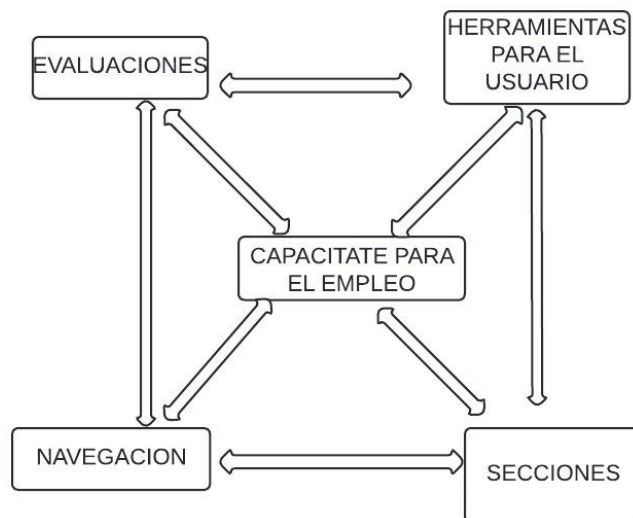 EVALUACIONES
HERRAMIENTAS
PARA EL
USUARIO
CAPACITATE PARA
EL EMPLEO
NAVEGACION
SECCIONES